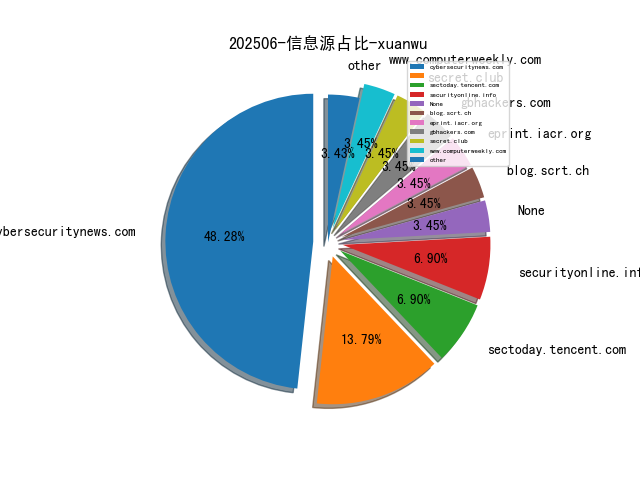 202506-信息源占比-xuanwu
other
www.computerweekly.com
secret.club
gbhackers.com
eprint.iacr.org
blog.scrt.ch
None
securityonline.inf
sectoday.tencent.com
ybersecuritynews.com
cybersecuritynews.com
sectoday.tencent.com
securityonline.info
None
blog.scrt.ch
eprint.iacr.org
gbhackers.com
secret.club
www.computerweekly.com
other
3.43%
3.45%
3.45%
3.45%
3.45%
3.45%
3.45%
6.90%
6.90%
13.79%
48.28%